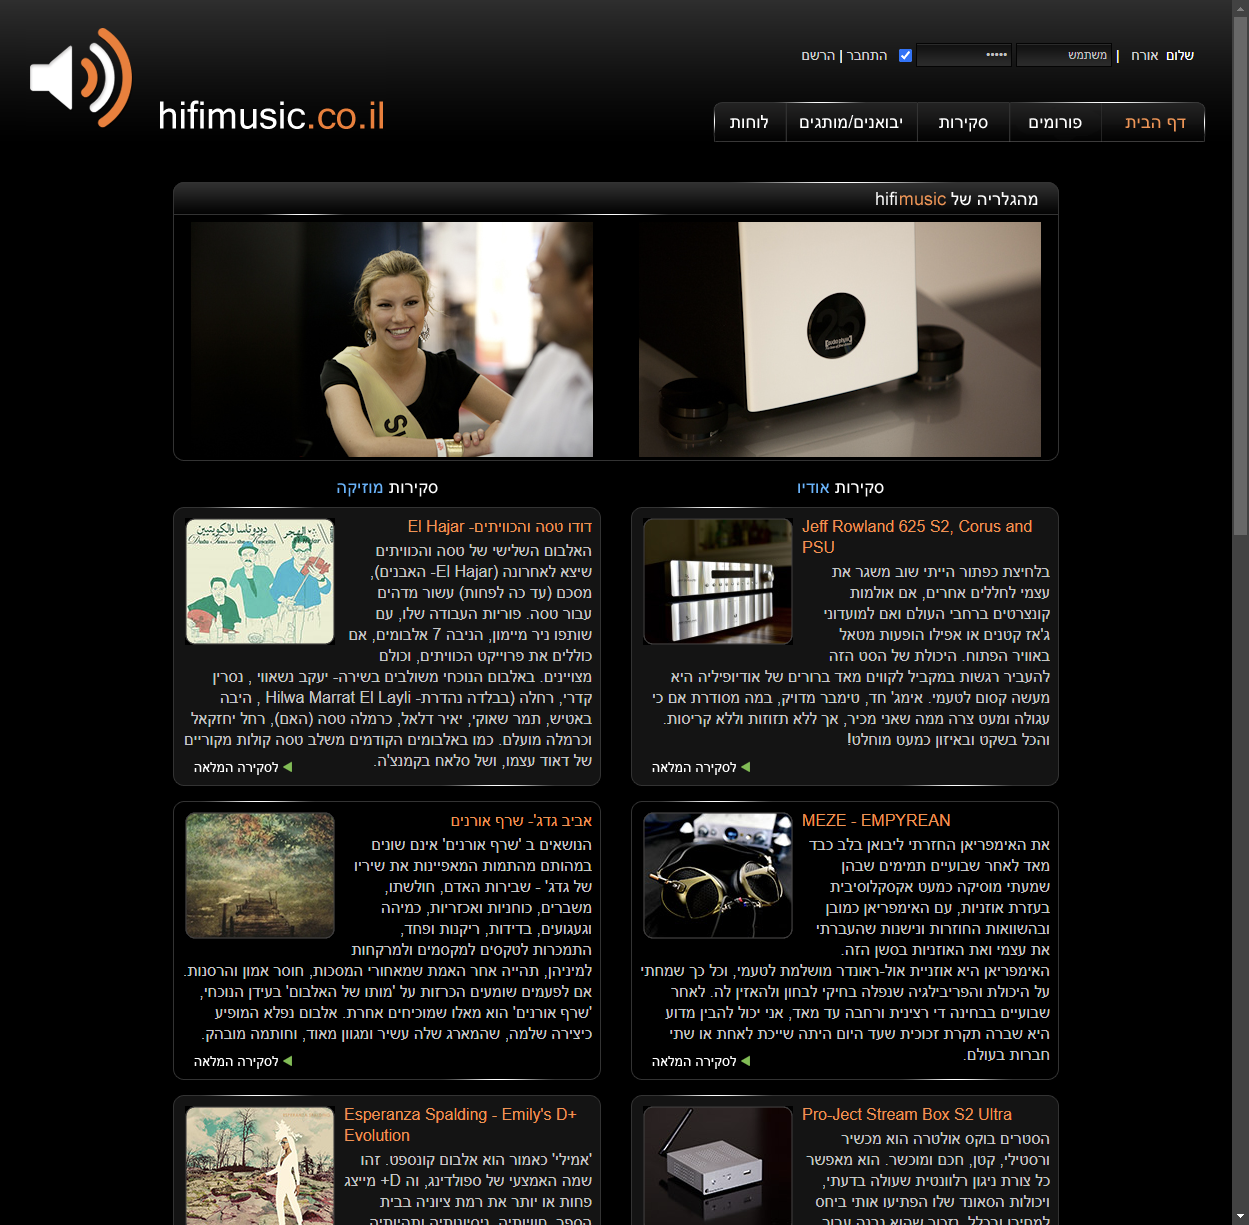 hifimusic.co.il
שלום אורח | משתמש ••••• התחבר | הרשם
דף הבית פורומים סקירות יבואנים/מותגים לוחות
מהגלריה של hifimusic
סקירות אודיו
Jeff Rowland 625 S2, Corus and
PSU
בלחיצת כפתור הייתי שוב משגר את
עצמי לחללים אחרים, אם אולמות
קונצרטים ברחבי העולם ואם למועדוני
ג'אז קטנים או אפילו הופעות מטאל
באוויר הפתוח. היכולת של הסט הזה
להעביר רגשות במקביל לקווים מאד ברורים של אודיופיליה היא
מעשה קסום לטעמי. אימג' חד, טימבר מדויק, במה מסודרת אם כי
עגולה ומעט צרה ממה שאני מכיר, אך ללא תזוזות וללא קריסות.
והכל בשקט ובאיזון כמעט מוחלט!
לסקירה המלאה
MEZE - EMPYREAN
את האימפריאן החזרתי ליבואן בלב כבד
מאד לאחר שבועיים תמימים שבהן
שמעתי מוסיקה כמעט אקסקלוסיבית
בעזרת אוזניות, עם האימפריאן כמובן
ובהשוואות החוזרות ונישנות שהעברתי
את עצמי ואת האוזניות בסשן הזה.
האימפריאן היא אוזניית אול-ראונדר מושלמת לטעמי, וכל כך שמחתי
על היכולת והפריבילגיה שנפלה בחיקי לבחון ולהאזין לה. לאחר
שבועיים בבחינה די רצינית ורחבה עד מאד, אני יכול להבין מדוע
היא שברה תקרת זכוכית שעד היום היתה שייכת לאחת או שתי
חברות בעולם.
לסקירה המלאה
Pro-Ject Stream Box S2 Ultra
הסטרים בוקס אולטרה הוא מכשיר
ורסטילי, קטן, חכם ומוכשר. הוא מאפשר
כל צורת ניגון רלוונטית שעולה בדעתי,
ויכולות הסאונד שלו הפתיעו אותי ביחס
למחירו ובכלל. נזכור שהוא נבנה עבור
סקירות מוזיקה
דודו טסה והכוויתים- El Hajar
האלבום השלישי של טסה והכוויתים
שיצא לאחרונה (El Hajar- האבנים),
מסכם (עד כה לפחות) עשור מדהים
עבור טסה. פוריות העבודה שלו, עם
שותפו ניר מיימון, הניבה 7 אלבומים, אם
כוללים את פרוייקט הכוויתים, וכולם
מצויינים. באלבום הנוכחי משולבים בשירה- יעקב נשאווי , נסרין
קדרי, רחלה (בבלדה נהדרת- Hilwa Marrat El Layli , היבה
באטיש, תמר שאוקי, יאיר דלאל, כרמלה טסה (האם), רחל יחזקאל
וכרמלה מועלם. כמו באלבומים הקודמים משלב טסה קולות מקוריים
של דאוד עצמו, ושל סלאח בקמנצ'ה.
לסקירה המלאה
אביב גדג'- שרף אורנים
הנושאים ב 'שרף אורנים' אינם שונים
במהותם מהתמות המאפיינות את שיריו
של גדג' - שבירות האדם, חולשתו,
משברים, כוחניות ואכזריות, כמיהה
וגעגועים, בדידות, ריקנות ופחד,
התמכרות לטקסים למקסמים ולמרקחות
למיניהן, תהייה אחר האמת שמאחורי המסכות, חוסר אמון והרסנות.
אם לפעמים שומעים הכרזות על 'מותו של האלבום' בעידן הנוכחי,
'שרף אורנים' הוא מאלו שמוכיחים אחרת. אלבום נפלא המופיע
כיצירה שלמה, שהמארג שלה עשיר ומגוון מאוד, וחותמה מובהק.
לסקירה המלאה
Esperanza Spalding - Emily's D+
Evolution
'אמילי' כאמור הוא אלבום קונספט. זהו
שמה האמצעי של ספולדינג, וה D+ מייצג
פחות או יותר את רמת ציוניה בבית
הספר. חוויותיה, ניסיונותיה ותהיותיה